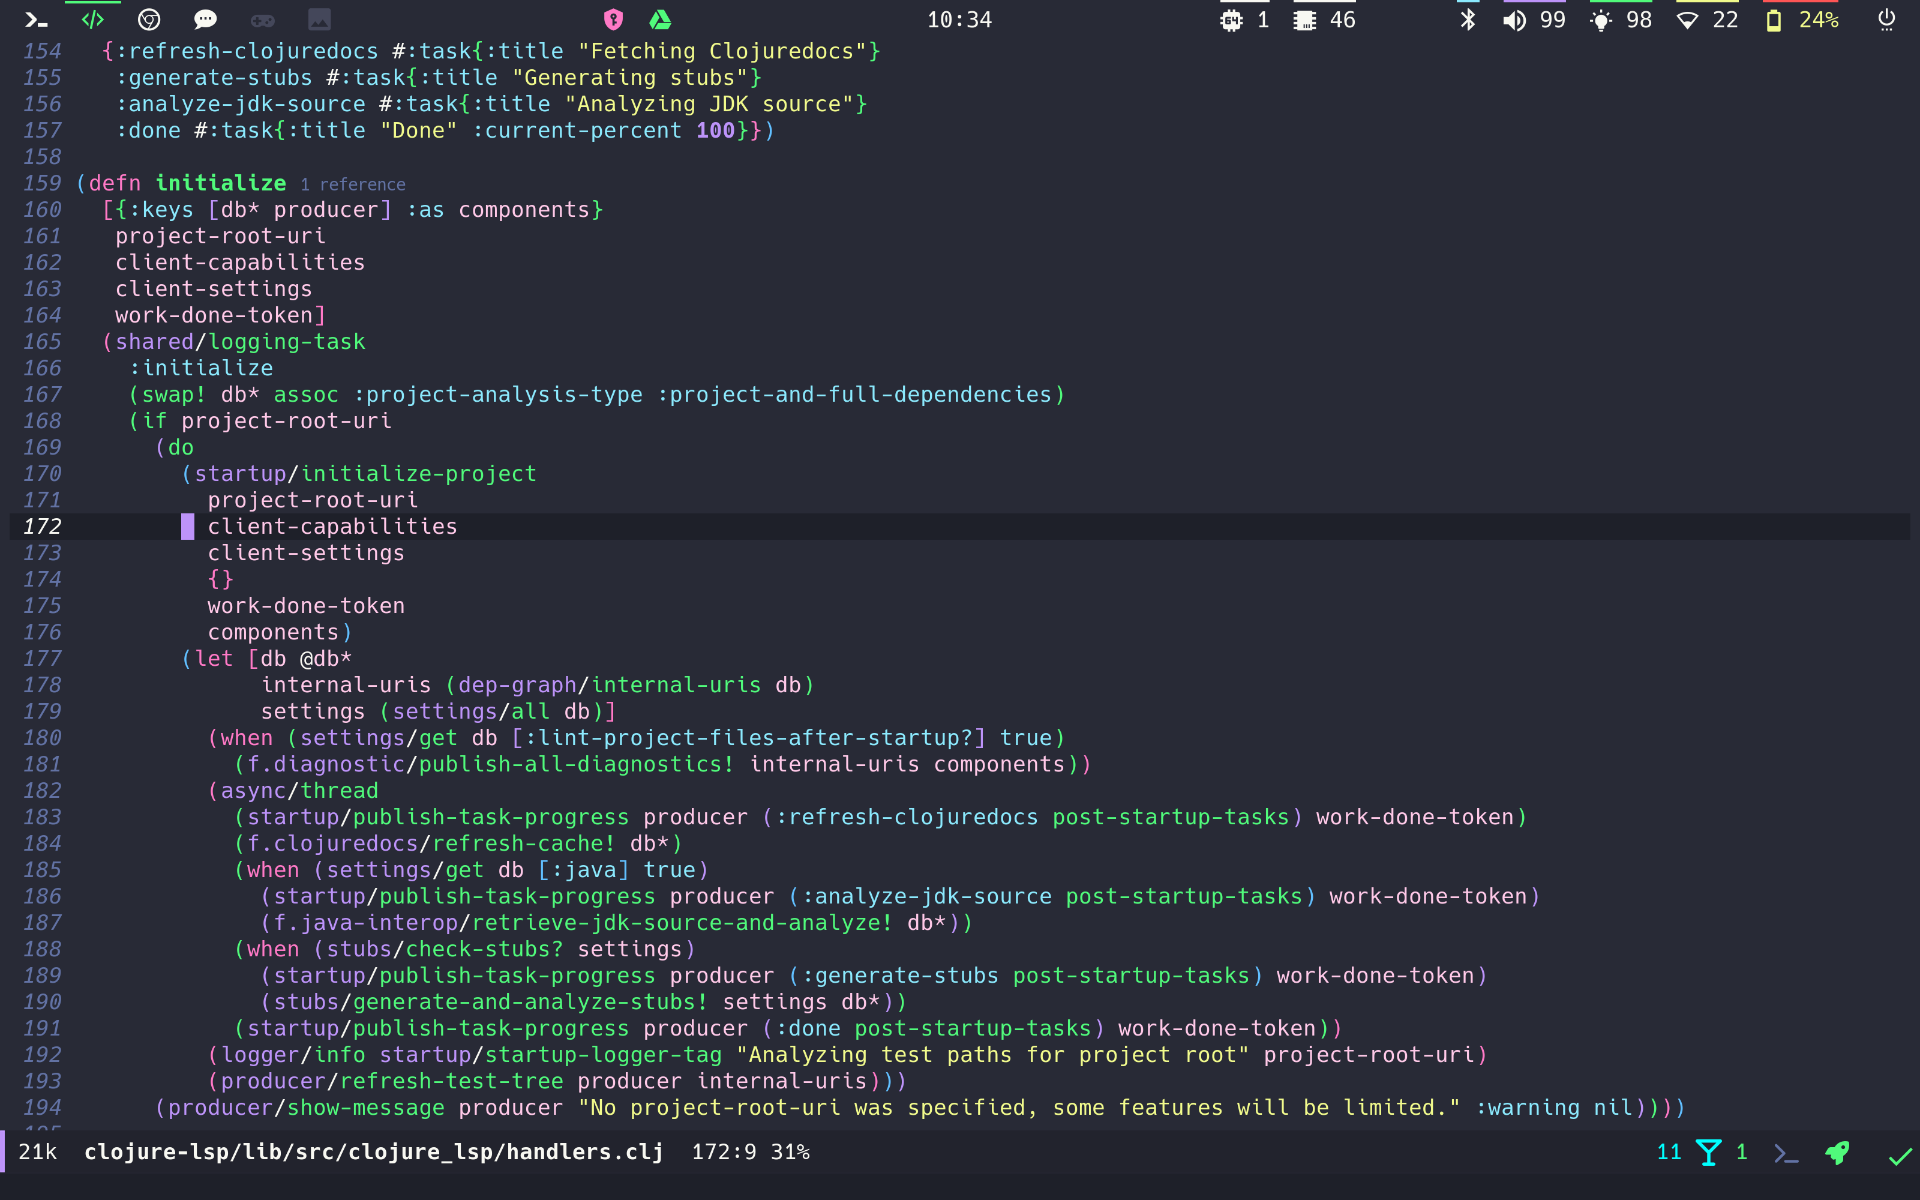 10:34 1 46 99 98 22 24%
154 {:refresh-clojuredocs #:task{:title "Fetching Clojuredocs"}
155 :generate-stubs #:task{:title "Generating stubs"}
156 :analyze-jdk-source #:task{:title "Analyzing JDK source"}
157 :done #:task{:title "Done" :current-percent 100}})
158
159 (defn initialize 1 reference
160 [{:keys [db* producer] :as components}
161 project-root-uri
162 client-capabilities
163 client-settings
164 work-done-token]
165 (shared/logging-task
166 :initialize
167 (swap! db* assoc :project-analysis-type :project-and-full-dependencies)
168 (if project-root-uri
169 (do
170 (startup/initialize-project
171 project-root-uri
172 client-capabilities
173 client-settings
174 {}
175 work-done-token
176 components)
177 (let [db @db*
178 internal-uris (dep-graph/internal-uris db)
179 settings (settings/all db)]
180 (when (settings/get db [:lint-project-files-after-startup?] true)
181 (f.diagnostic/publish-all-diagnostics! internal-uris components))
182 (async/thread
183 (startup/publish-task-progress producer (:refresh-clojuredocs post-startup-tasks) work-done-token)
184 (f.clojuredocs/refresh-cache! db*)
185 (when (settings/get db [:java] true)
186 (startup/publish-task-progress producer (:analyze-jdk-source post-startup-tasks) work-done-token)
187 (f.java-interop/retrieve-jdk-source-and-analyze! db*))
188 (when (stubs/check-stubs? settings)
189 (startup/publish-task-progress producer (:generate-stubs post-startup-tasks) work-done-token)
190 (stubs/generate-and-analyze-stubs! settings db*))
191 (startup/publish-task-progress producer (:done post-startup-tasks) work-done-token))
192 (logger/info startup/startup-logger-tag "Analyzing test paths for project root" project-root-uri)
193 (producer/refresh-test-tree producer internal-uris)))
194 (producer/show-message producer "No project-root-uri was specified, some features will be limited." :warning nil))))
21k clojure-lsp/lib/src/clojure_lsp/handlers.clj 172:9 31% 11 1